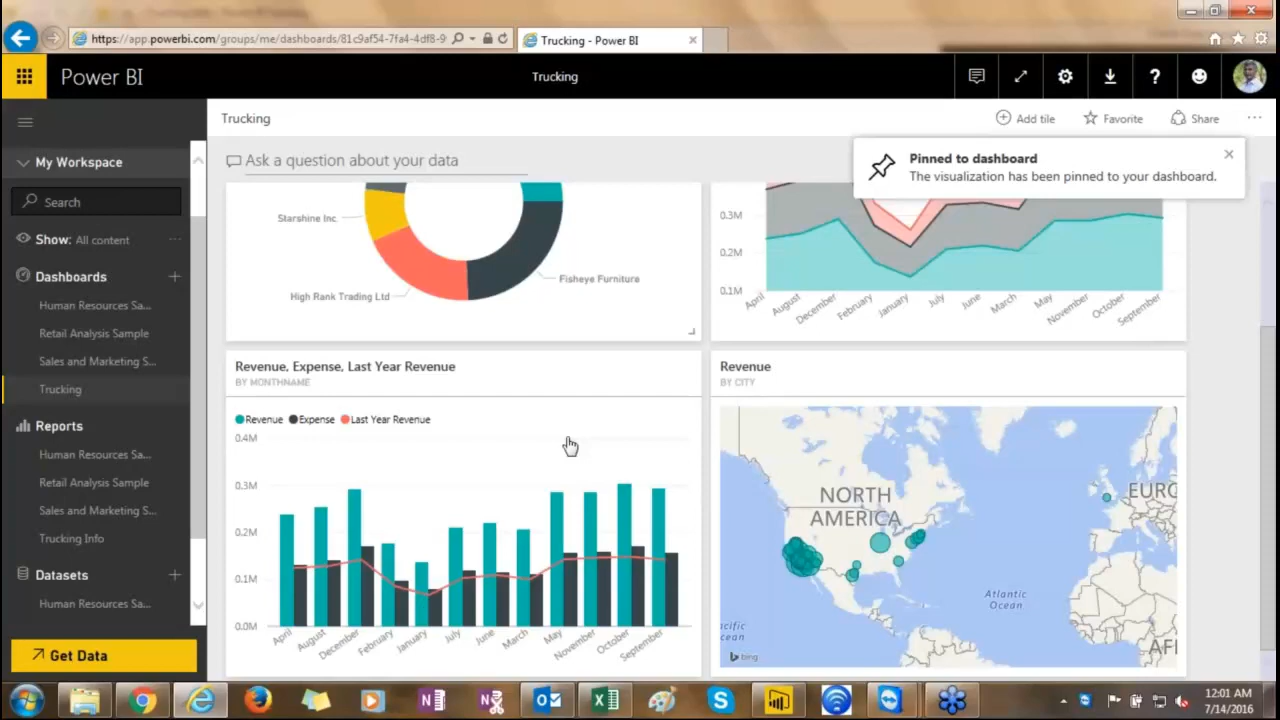 https://app.powerbi.com/groups/me/dashboards/81c9af54-7fa4-4df8-9
Trucking - Power BI
Power BI
Trucking
Trucking
Add tile
Favorite
Share
My Workspace
Search
Show: All content
Dashboards
Human Resources Sa...
Retail Analysis Sample
Sales and Marketing S...
Trucking
Reports
Human Resources Sa...
Retail Analysis Sample
Sales and Marketing S...
Trucking Info
Datasets
Human Resources Sa...
Get Data
Ask a question about your data
Pinned to dashboard
The visualization has been pinned to your dashboard.
Starshine Inc.
High Rank Trading Ltd
Fisheye Furniture
0.3M
0.2M
0.1M
April
August
December
February
January
July
June
March
May
November
October
September
Revenue, Expense, Last Year Revenue
BY MONTHNAME
Revenue
Expense
Last Year Revenue
0.4M
0.3M
0.2M
0.1M
0.0M
April
August
December
February
January
July
June
March
May
November
October
September
Revenue
BY CITY
NORTH
AMERICA
EURO
Atlantic
Ocean
acific
cean
AFI
bing
12:01 AM
7/14/2016